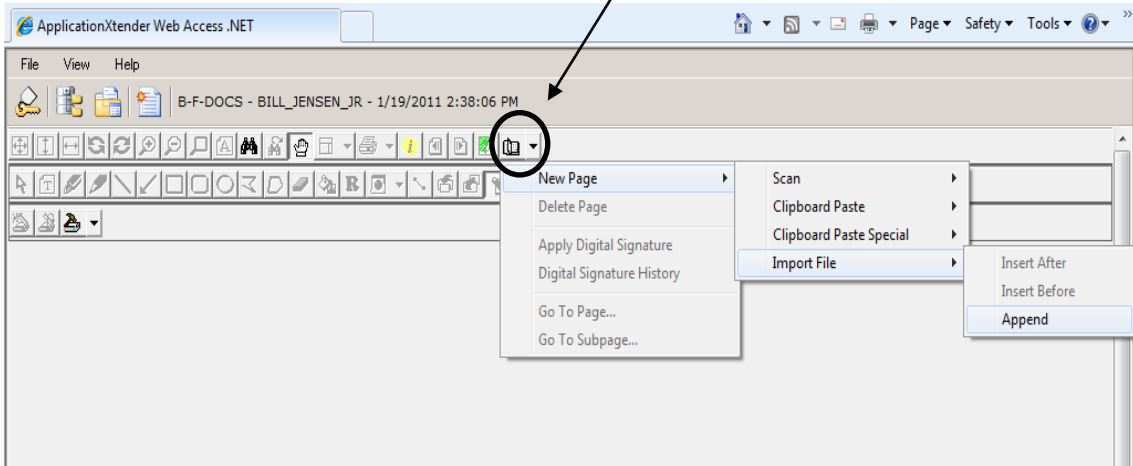 ApplicationXtender Web Access .NET
Page Safety Tools
File View Help
B-F-DOCS - BILL_JENSEN_JR - 1/19/2011 2:38:06 PM
New Page
Delete Page
Apply Digital Signature
Digital Signature History
Go To Page...
Go To Subpage...
Scan
Clipboard Paste
Clipboard Paste Special
Import File
Insert After
Insert Before
Append